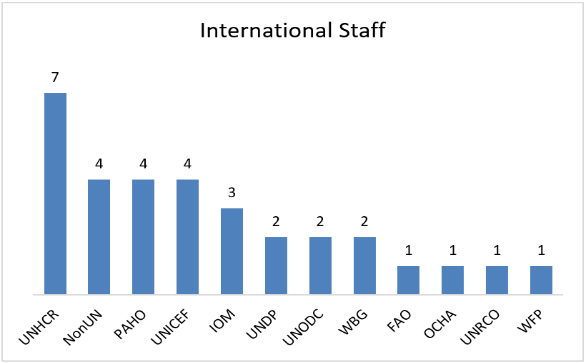 International Staff
7
4
4
4
3
2
2
2
1
1
1
1
UNHCR
NonUN
PAHO
UNICEF
IOM
UNDP
UNODC
WBG
FAO
OCHA
UNRCO
WFP